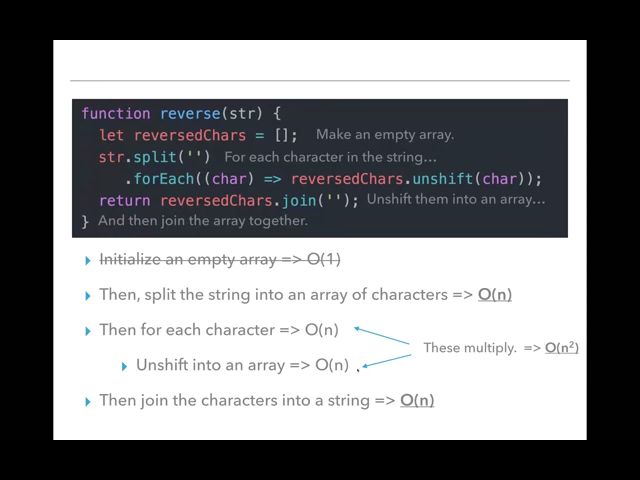 function reverse(str) {
let reversedChars = []; Make an empty array.
str.split('') For each character in the string…
.forEach((char) => reversedChars.unshift(char));
return reversedChars.join(''); Unshift them into an array…
} And then join the array together.
Initialize an empty array => O(1)
Then, split the string into an array of characters => O(n)
Then for each character => O(n)
These multiply. => O(n²)
Unshift into an array => O(n)
Then join the characters into a string => O(n)